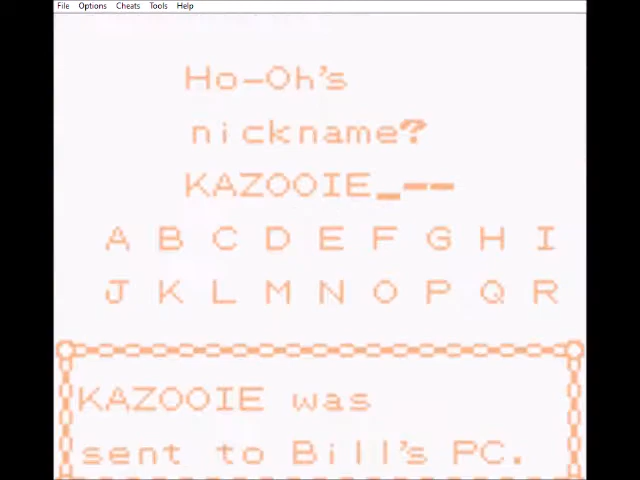 File Options Cheats Tools Help
Ho-Oh's
nickname?
KAZOOIE_--
A B C D E F G H I
J K L M N O P Q R
KAZOOIE was
sent to Bill's PC.